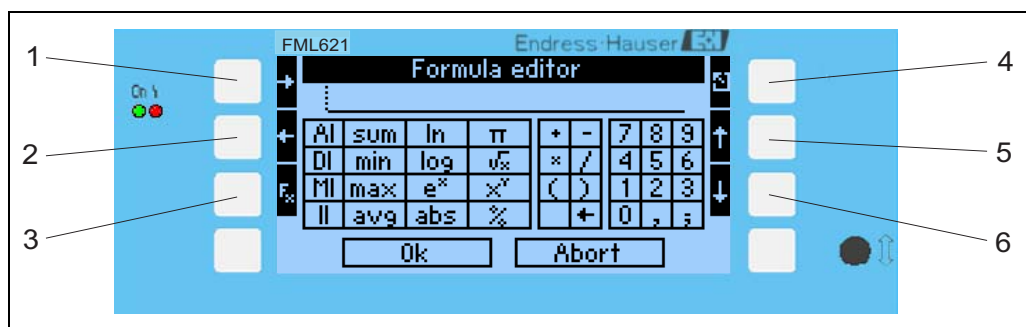 FML621 Endress+Hauser
1 Formula editor 4
On
2 AI sum ln π + - 7 8 9 5
DI min log √x × / 4 5 6
Fx MI max eˣ xʸ ( ) 1 2 3
3 II avg abs % ← 0 , ; 6
Ok Abort